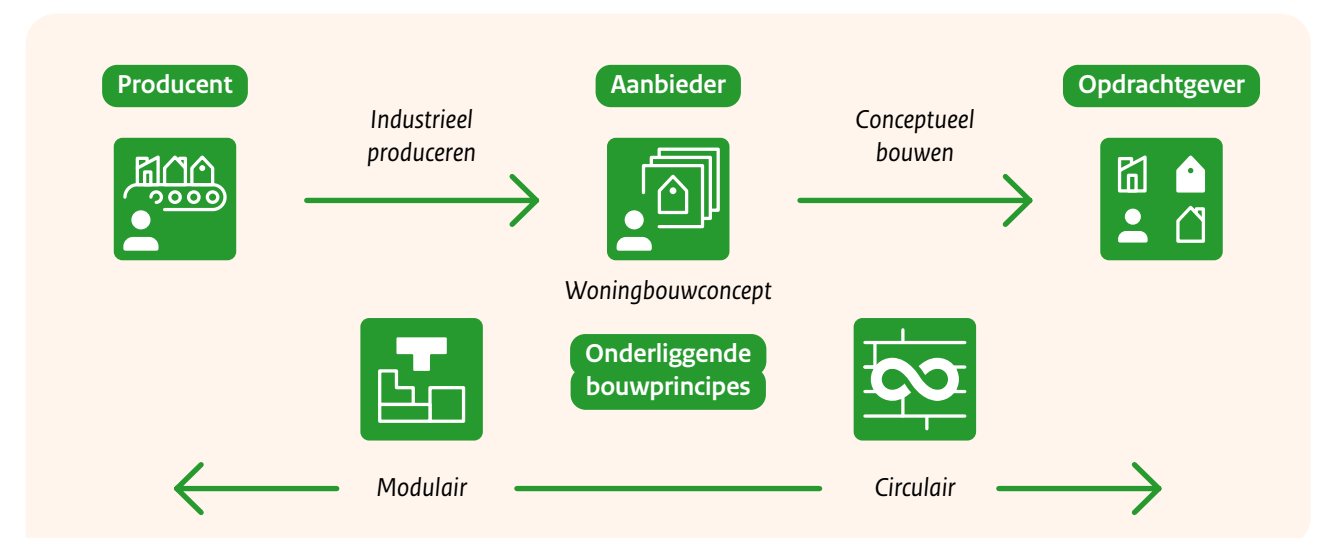 Producent
Aanbieder
Opdrachtgever
Industrieel
produceren
Conceptueel
bouwen
Woningbouwconcept
Onderliggende
bouwprincipes
Modulair
Circulair